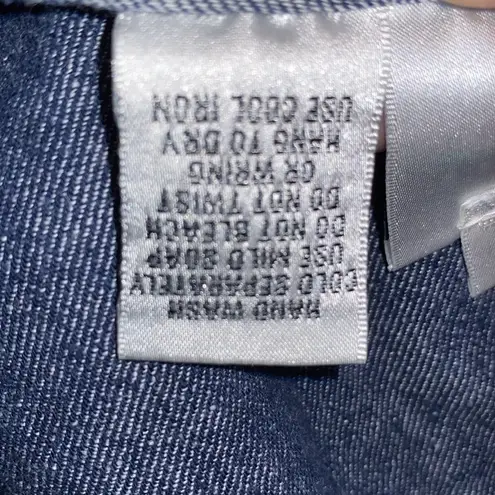 HAND WASH
COLD SEPARATELY
USE MILD SOAP
DO NOT BLEACH
DO NOT TWIST
OR WRING
HANG TO DRY
USE COOL IRON